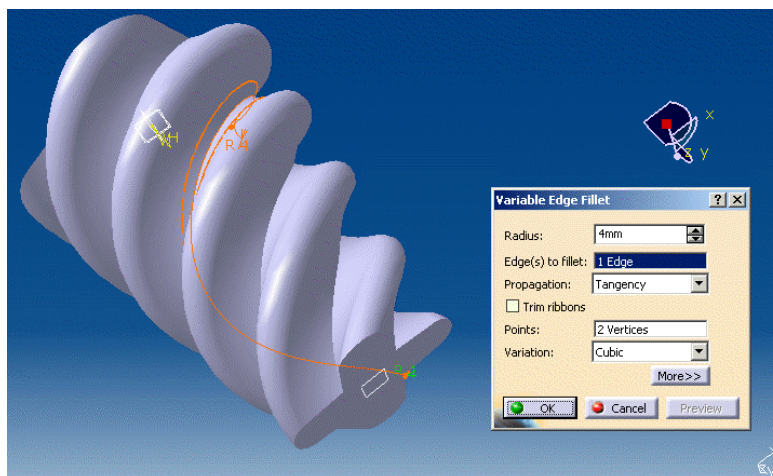 H
R 4
x
z y
Variable Edge Fillet
Radius: 4mm
Edge(s) to fillet: 1 Edge
Propagation: Tangency
Trim ribbons
Points: 2 Vertices
Variation: Cubic
More>>
R 1
OK Cancel Preview